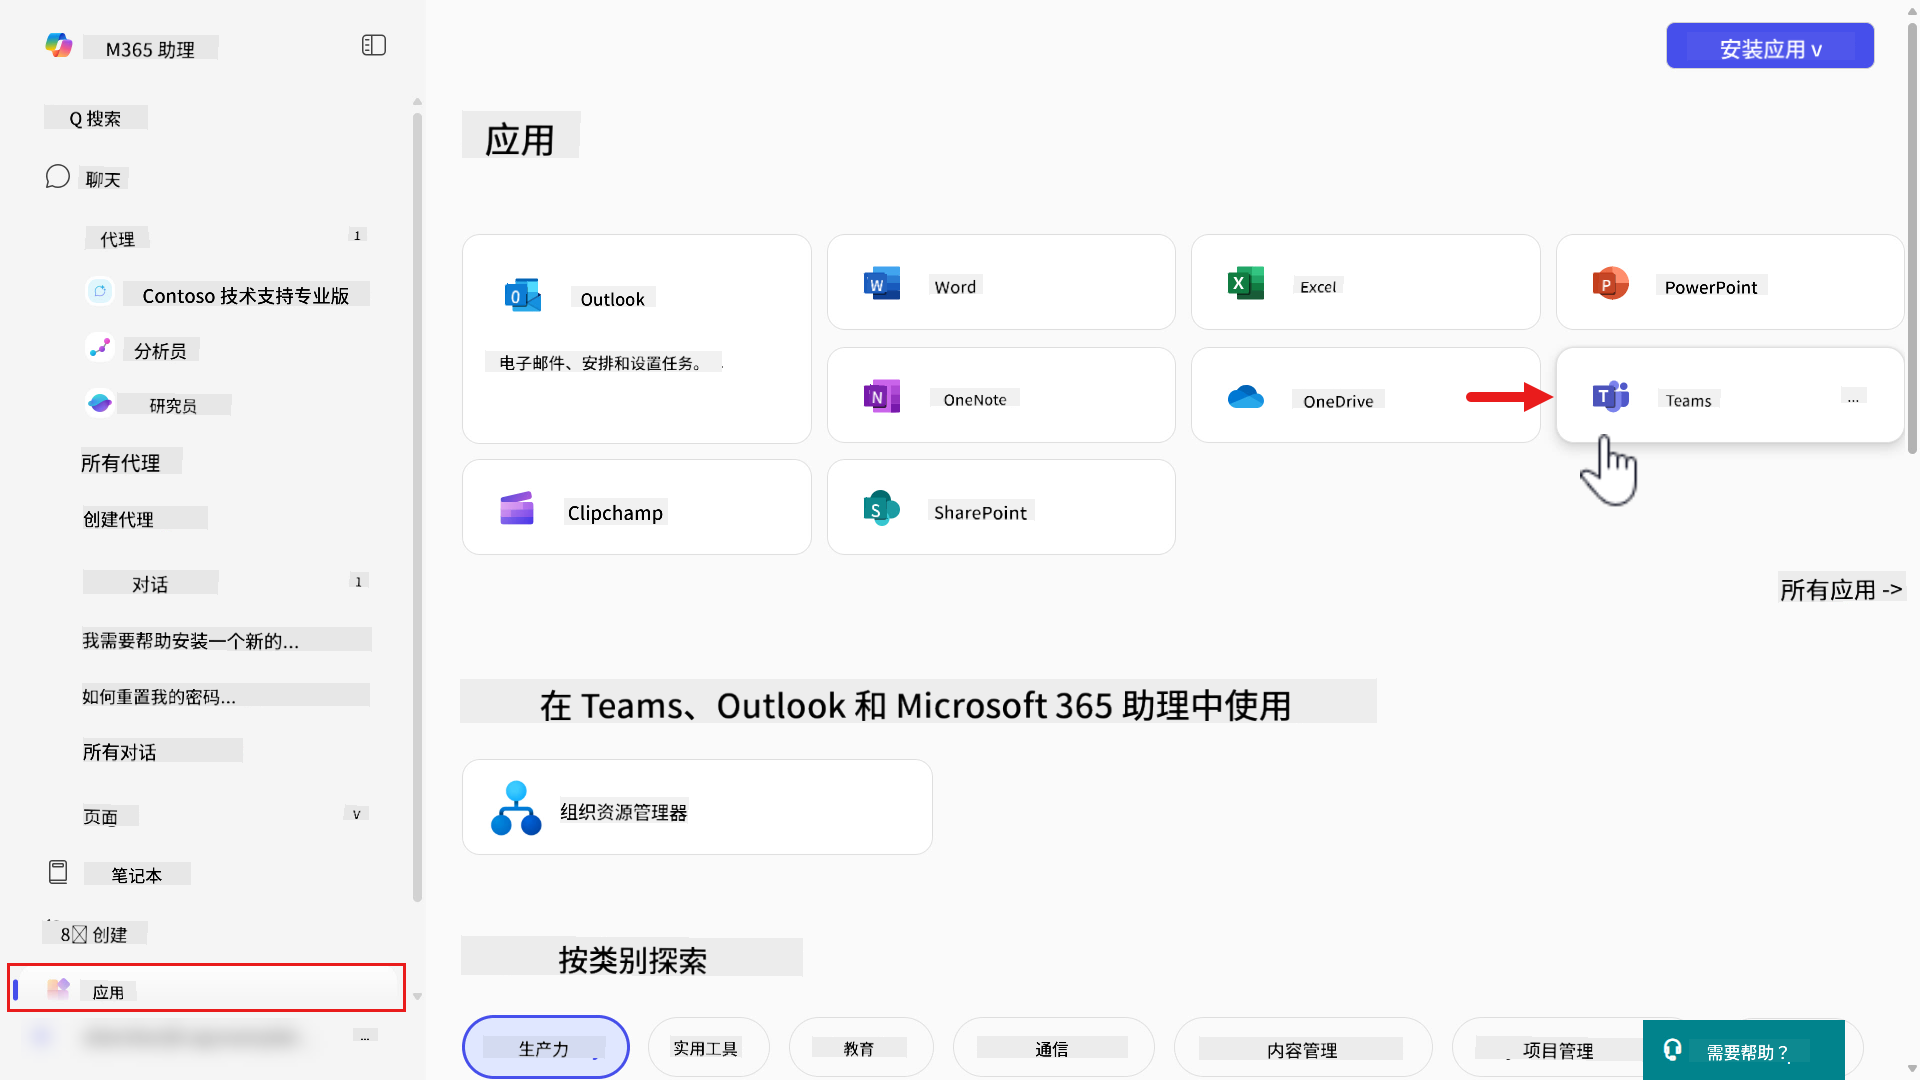 M365 助理
Q 搜索
聊天
代理 1
Contoso 技术支持专业版
分析员
研究员
所有代理
创建代理
对话 1
我需要帮助安装一个新的...
如何重置我的密码...
所有对话
页面 v
笔记本
8 创建
应用
...
安装应用 v
应用
Outlook
电子邮件、安排和设置任务。
Word
Excel
PowerPoint
OneNote
OneDrive
Teams ...
Clipchamp
SharePoint
所有应用 ->
在 Teams、Outlook 和 Microsoft 365 助理中使用
组织资源管理器
按类别探索
生产力
实用工具
教育
通信
内容管理
项目管理
需要帮助？